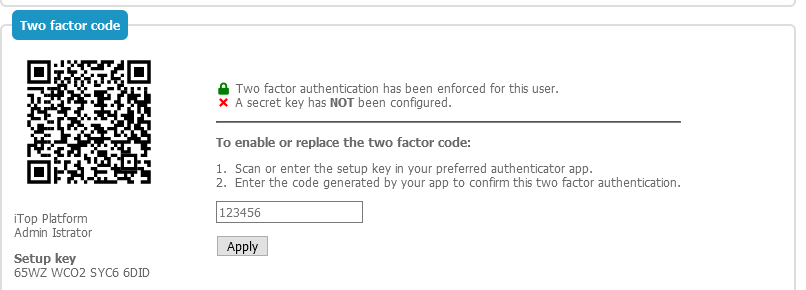 Two factor code
Two factor authentication has been enforced for this user.
A secret key has NOT been configured.
To enable or replace the two factor code:
1. Scan or enter the setup key in your preferred authenticator app.
2. Enter the code generated by your app to confirm this two factor authentication.
123456
Apply
iTop Platform
Admin Istrator
Setup key
65WZ WCO2 SYC6 6DID